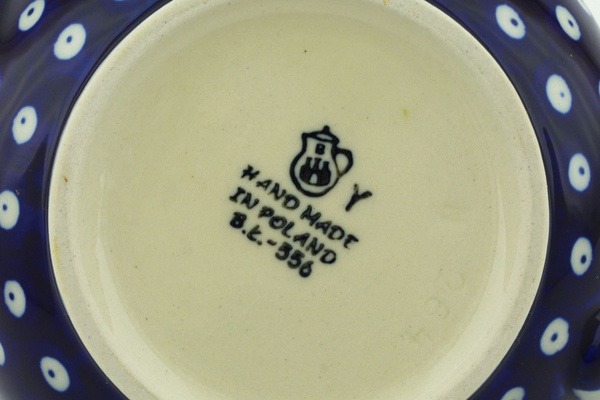 Y
HAND MADE
IN POLAND
B.Ł.-556